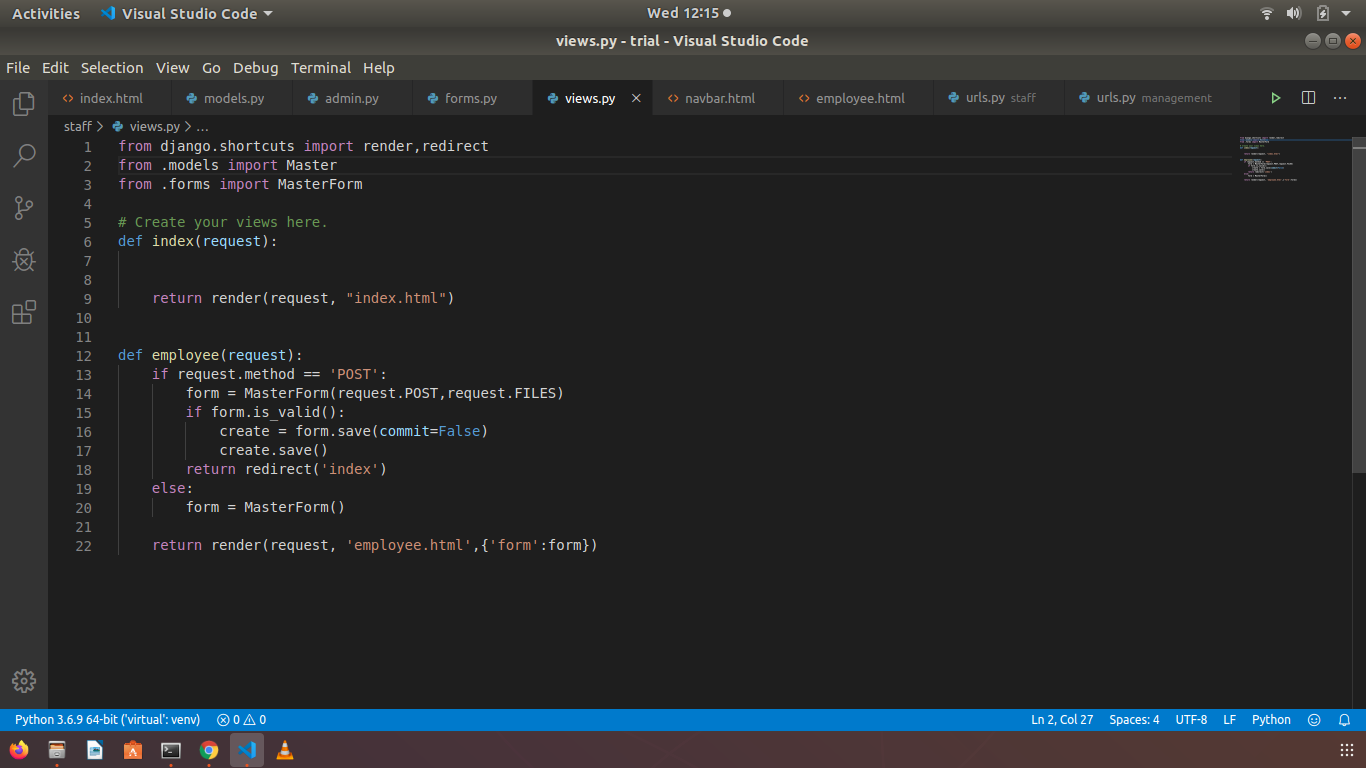 Activities Visual Studio Code Wed 12:15
views.py - trial - Visual Studio Code
File Edit Selection View Go Debug Terminal Help
index.html models.py admin.py forms.py views.py navbar.html employee.html urls.py staff urls.py management
staff views.py ...
1 from django.shortcuts import render,redirect
2 from .models import Master
3 from .forms import MasterForm
4
5 # Create your views here.
6 def index(request):
7
8
9     return render(request, "index.html")
10
11
12 def employee(request):
13     if request.method == 'POST':
14         form = MasterForm(request.POST,request.FILES)
15         if form.is_valid():
16             create = form.save(commit=False)
17             create.save()
18         return redirect('index')
19     else:
20         form = MasterForm()
21
22     return render(request, 'employee.html',{'form':form})
Python 3.6.9 64-bit ('virtual': venv) 0 0 Ln 2, Col 27 Spaces: 4 UTF-8 LF Python